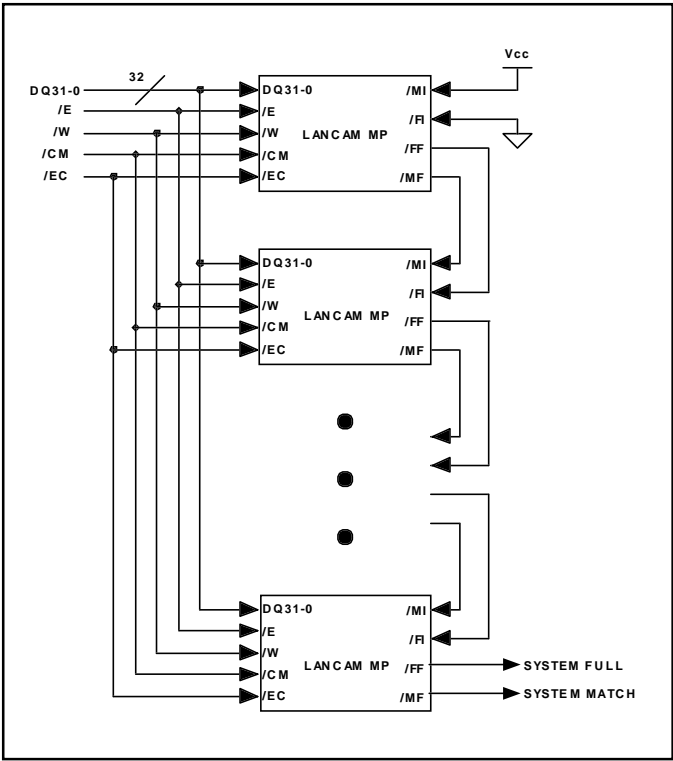 Vcc
32
DQ31-0
/E
/W
/CM
/EC
DQ31-0
/E
/W
/CM
/EC
LANCAM MP
/MI
/FI
/FF
/MF
DQ31-0
/E
/W
/CM
/EC
LANCAM MP
/MI
/FI
/FF
/MF
DQ31-0
/E
/W
/CM
/EC
LANCAM MP
/MI
/FI
/FF
/MF
SYSTEM FULL
SYSTEM MATCH